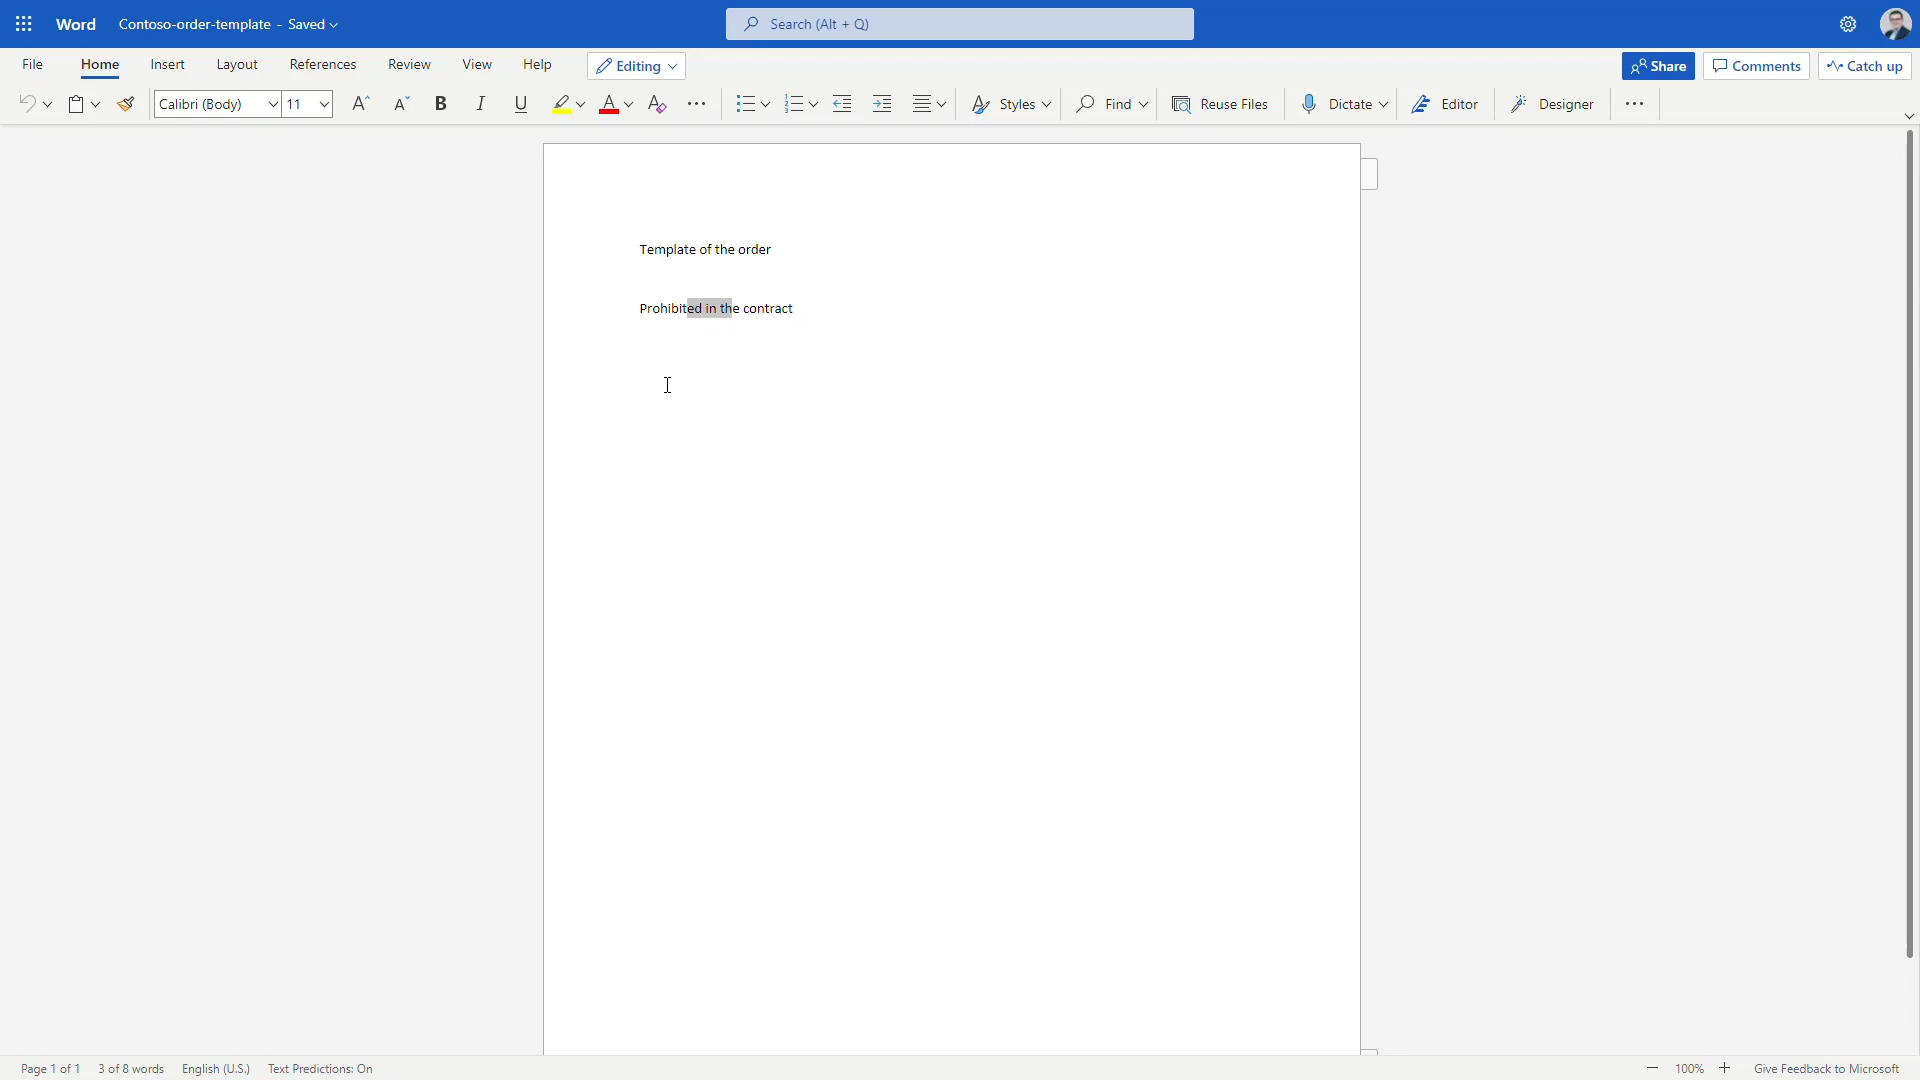 Word Contoso-order-template - Saved Search (Alt + Q)
File Home Insert Layout References Review View Help Editing Share Comments Catch up
Calibri (Body) 11 A A B I U A A Styles Find Reuse Files Dictate Editor Designer
Template of the order
Prohibited in the contract
Page 1 of 1 3 of 8 words English (U.S.) Text Predictions: On 100% Give Feedback to Microsoft